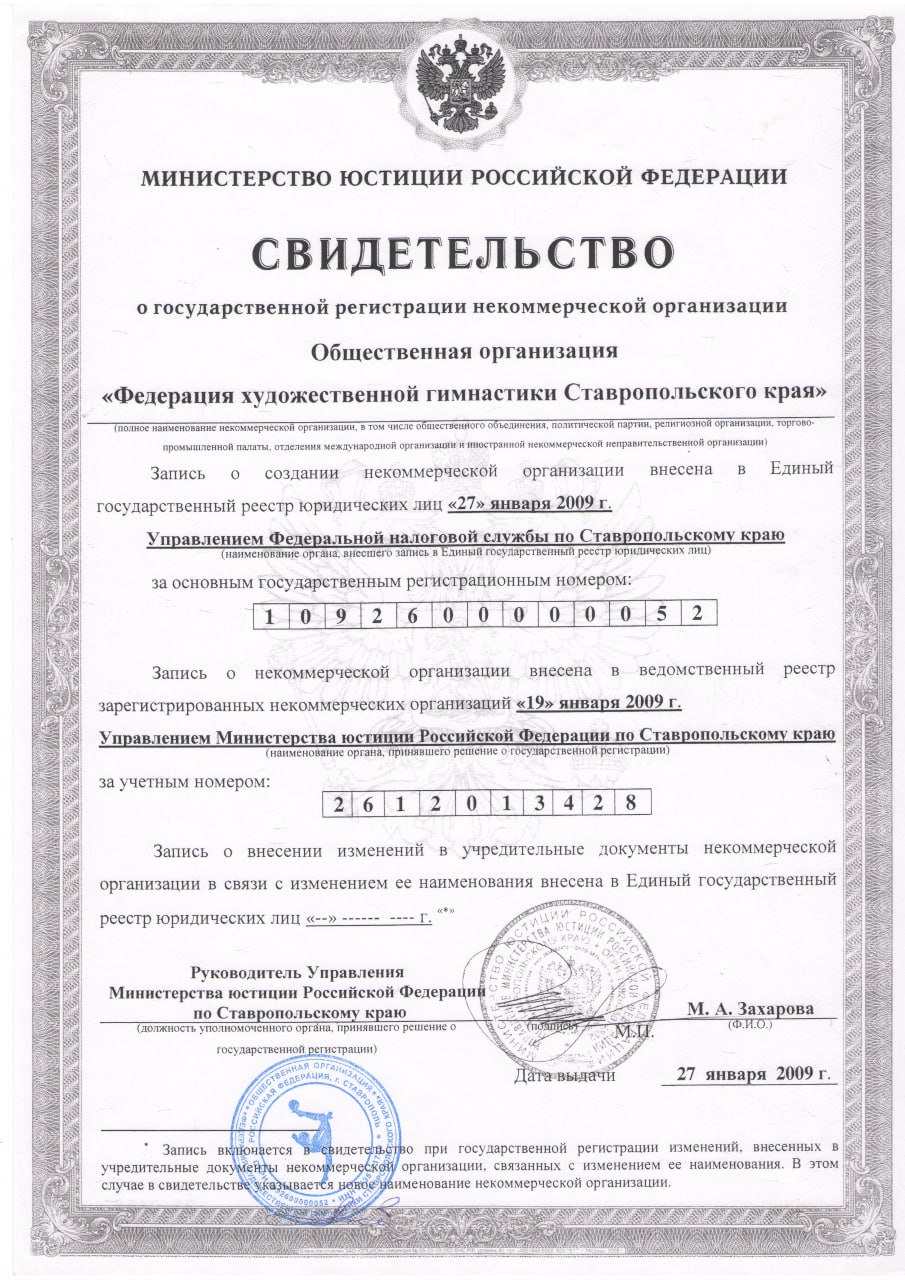 МИНИСТЕРСТВО ЮСТИЦИИ РОССИЙСКОЙ ФЕДЕРАЦИИ
СВИДЕТЕЛЬСТВО
о государственной регистрации некоммерческой организации
Общественная организация
«Федерация художественной гимнастики Ставропольского края»
(полное наименование некоммерческой организации, в том числе общественного объединения, политической партии, религиозной организации, торгово-
промышленной палаты, отделения международной организации и иностранной некоммерческой неправительственной организации)
Запись о создании некоммерческой организации внесена в Единый
государственный реестр юридических лиц «27» января 2009 г.
Управлением Федеральной налоговой службы по Ставропольскому краю
(наименование органа, внесшего запись в Единый государственный реестр юридических лиц)
за основным государственным регистрационным номером:
1 0 9 2 6 0 0 0 0 0 0 5 2
Запись о некоммерческой организации внесена в ведомственный реестр
зарегистрированных некоммерческих организаций «19» января 2009 г.
Управлением Министерства юстиции Российской Федерации по Ставропольскому краю
(наименование органа, принявшего решение о государственной регистрации)
за учетным номером:
2 6 1 2 0 1 3 4 2 8
Запись о внесении изменений в учредительные документы некоммерческой
организации в связи с изменением ее наименования внесена в Единый государственный
реестр юридических лиц «--» ------ ---- г. «*»
Руководитель Управления
Министерства юстиции Российской Федерации
по Ставропольскому краю
М. А. Захарова
(должность уполномоченного органа, принявшего решение о
государственной регистрации)
(подпись)
М.П.
(Ф.И.О.)
Дата выдачи 27 января 2009 г.
ОБЩЕСТВЕННАЯ ОРГАНИЗАЦИЯ
РОССИЙСКАЯ ФЕДЕРАЦИЯ, г. СТАВРОПОЛЬ
* Запись включается в свидетельство при государственной регистрации изменений, внесенных в
учредительные документы некоммерческой организации, связанных с изменением ее наименования. В этом
случае в свидетельстве указывается новое наименование некоммерческой организации.